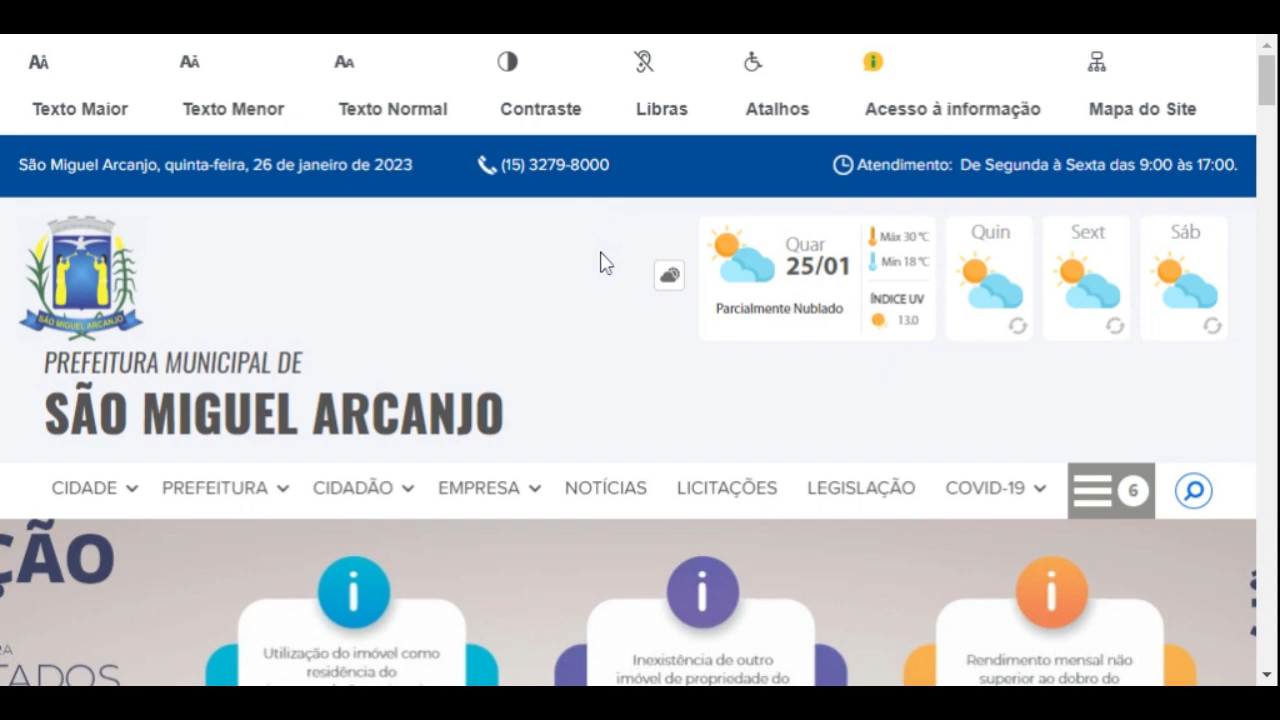 Texto Maior
Texto Menor
Texto Normal
Contraste
Libras
Atalhos
Acesso à informação
Mapa do Site
São Miguel Arcanjo, quinta-feira, 26 de janeiro de 2023
(15) 3279-8000
Atendimento: De Segunda à Sexta das 9:00 às 17:00.
SÃO MIGUEL ARCANJO
Quar
25/01
Parcialmente Nublado
Máx 30 °C
Min 18 °C
ÍNDICE UV
13.0
Quin
Sext
Sáb
PREFEITURA MUNICIPAL DE
SÃO MIGUEL ARCANJO
CIDADE
PREFEITURA
CIDADÃO
EMPRESA
NOTÍCIAS
LICITAÇÕES
LEGISLAÇÃO
COVID-19
6
ÇÃO
RA
TADOS
Utilização do imóvel como
residência do
Inexistência de outro
imóvel de propriedade do
Rendimento mensal não
superior ao dobro do